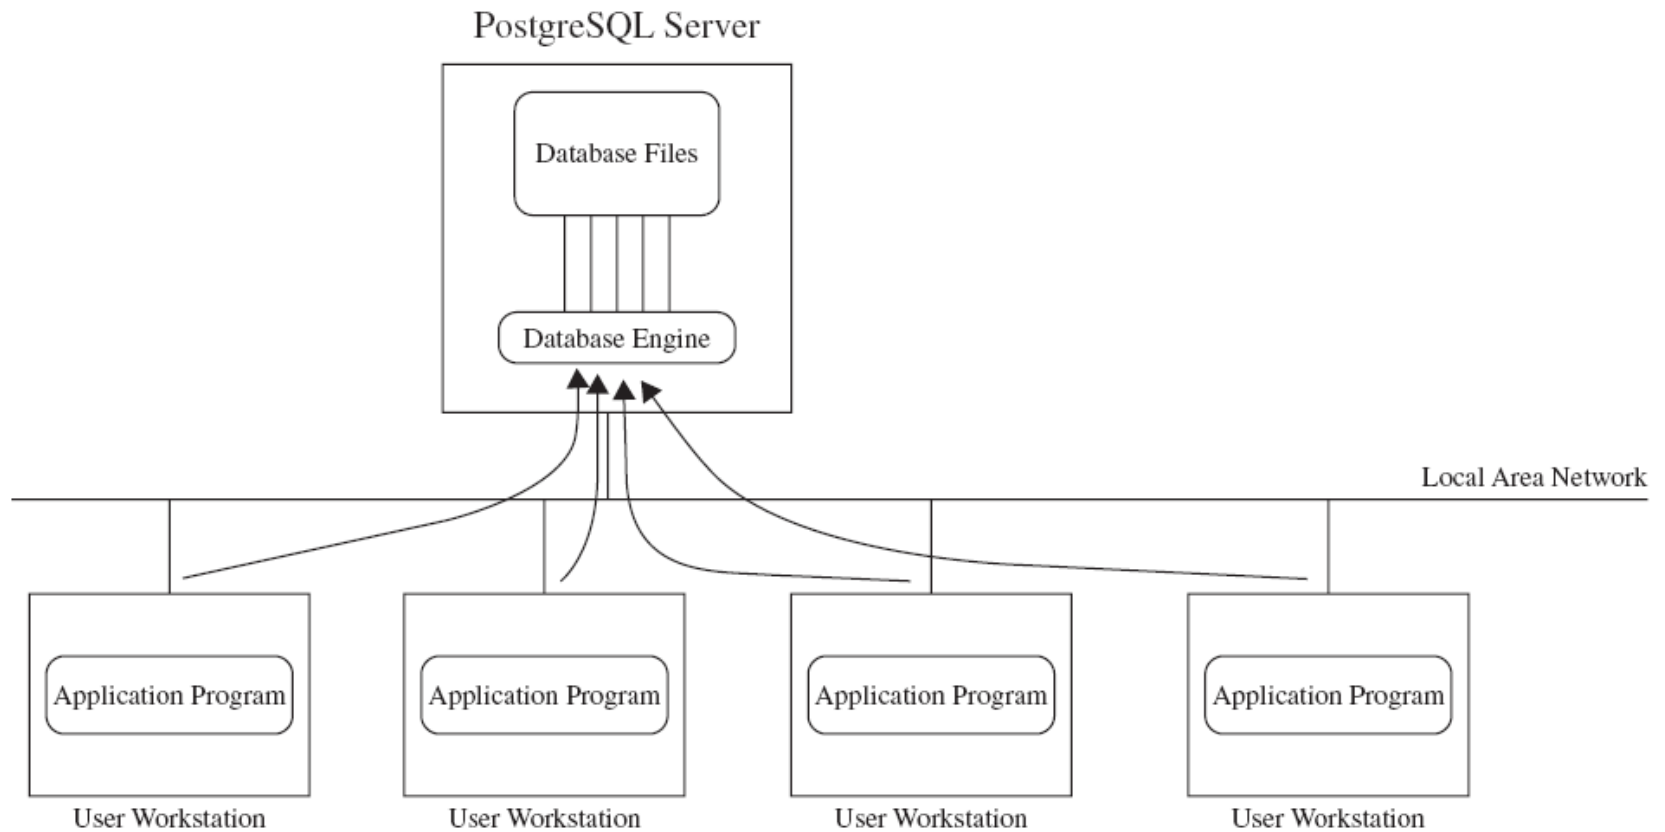 PostgreSQL Server
Database Files
Database Engine
Local Area Network
Application Program
Application Program
Application Program
Application Program
User Workstation
User Workstation
User Workstation
User Workstation